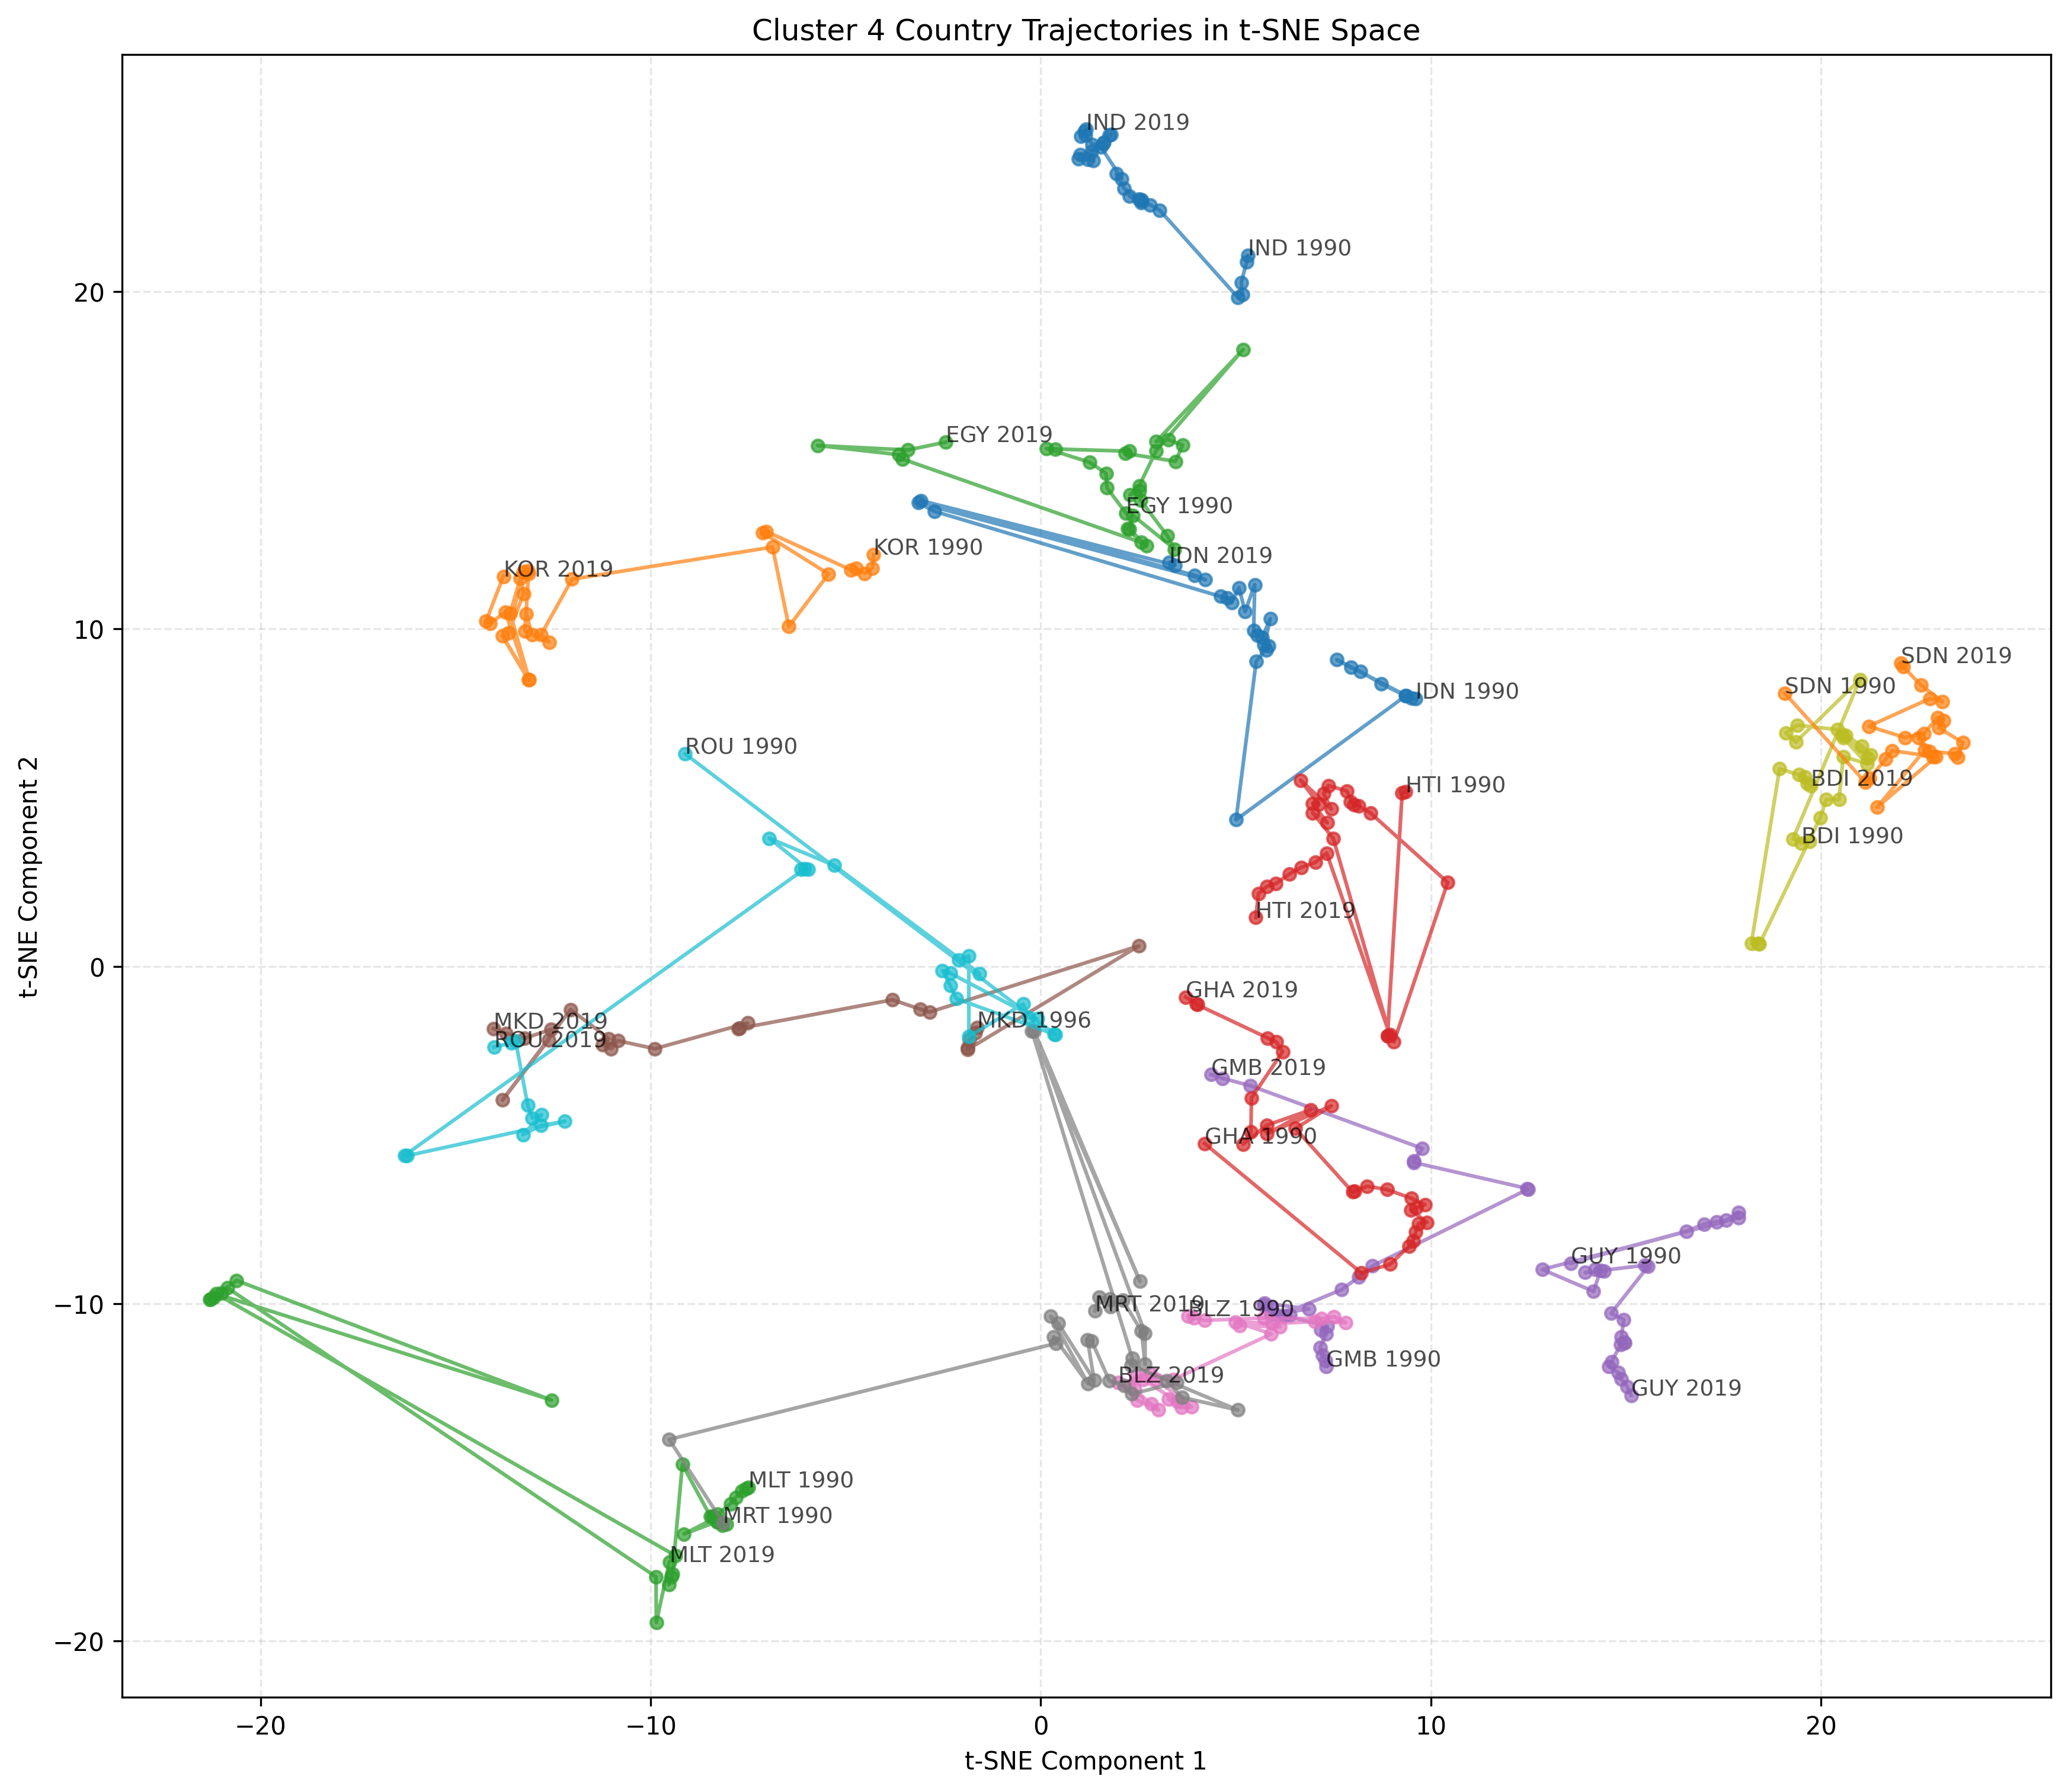 Cluster 4 Country Trajectories in t-SNE Space
IND 2019
IND 1990
EGY 2019
EGY 1990
IDN 2019
KOR 1990
KOR 2019
SDN 2019
SDN 1990
IDN 1990
ROU 1990
BDI 2019
HTI 1990
BDI 1990
HTI 2019
GHA 2019
MKD 2019
MKD 1996
ROU 2019
GMB 2019
GHA 1990
GUY 1990
MRT 2019
BLZ 1990
GMB 1990
BLZ 2019
GUY 2019
MLT 1990
MRT 1990
MLT 2019
20
10
0
−10
−20
t-SNE Component 2
−20
−10
0
10
20
t-SNE Component 1